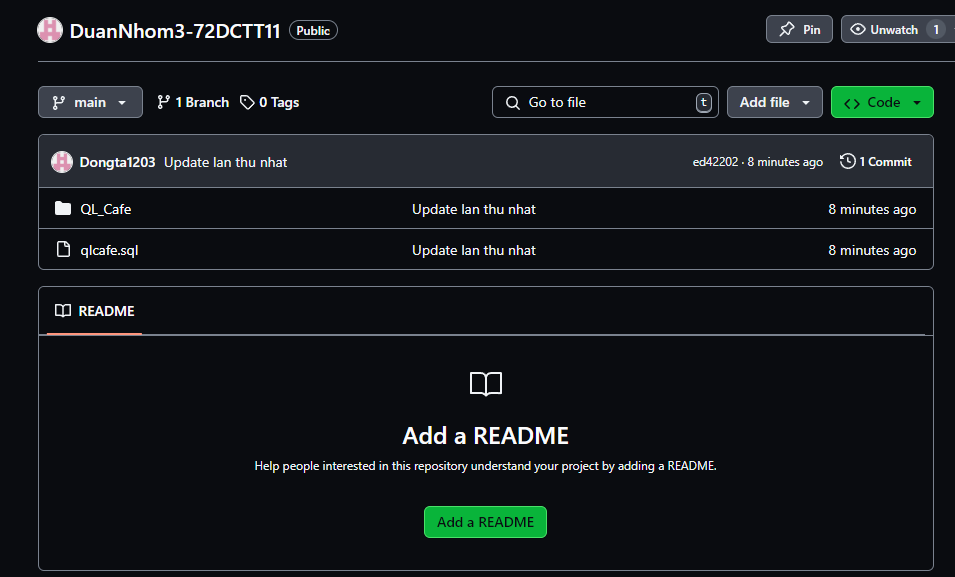 DuanNhom3-72DCTT11 Public Pin Unwatch 1
main 1 Branch 0 Tags Go to file t Add file Code
Dongta1203 Update lan thu nhat ed42202 · 8 minutes ago 1 Commit
QL_Cafe Update lan thu nhat 8 minutes ago
qlcafe.sql Update lan thu nhat 8 minutes ago
README
Add a README
Help people interested in this repository understand your project by adding a README.
Add a README